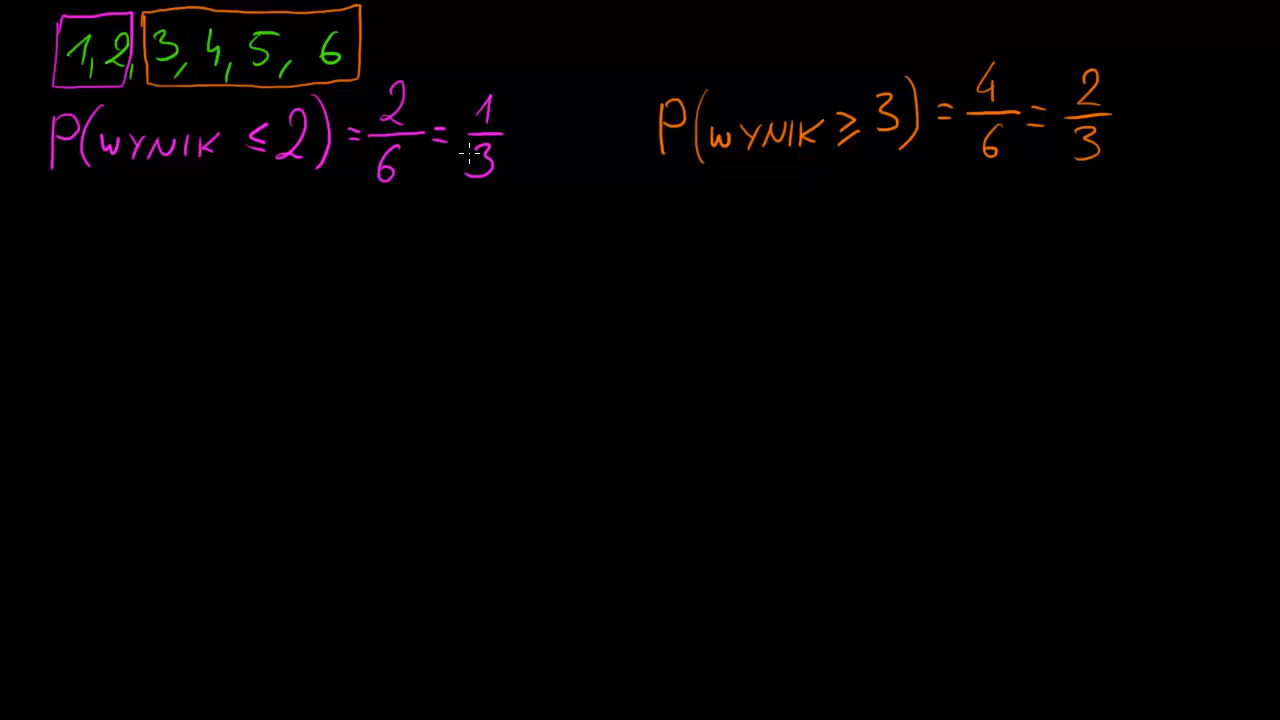 1, 2, 3, 4, 5, 6
P(WYNIK ≤ 2) = 2/6 = 1/3
P(WYNIK ≥ 3) = 4/6 = 2/3